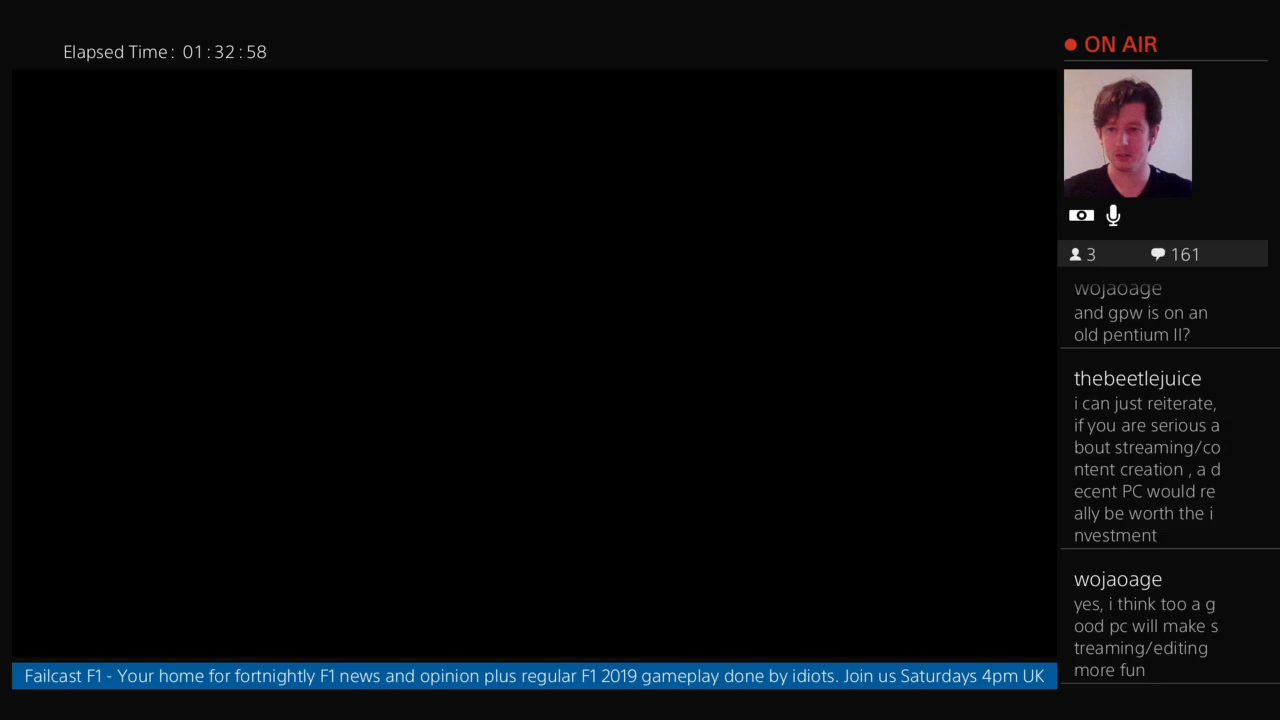 Elapsed Time: 01:32:58
ON AIR
3 161
wojaoage
and gpw is on an
old pentium II?
thebeetlejuice
i can just reiterate,
if you are serious a
bout streaming/co
ntent creation , a d
ecent PC would re
ally be worth the i
nvestment
wojaoage
yes, i think too a g
ood pc will make s
treaming/editing
more fun
Failcast F1 - Your home for fortnightly F1 news and opinion plus regular F1 2019 gameplay done by idiots. Join us Saturdays 4pm UK